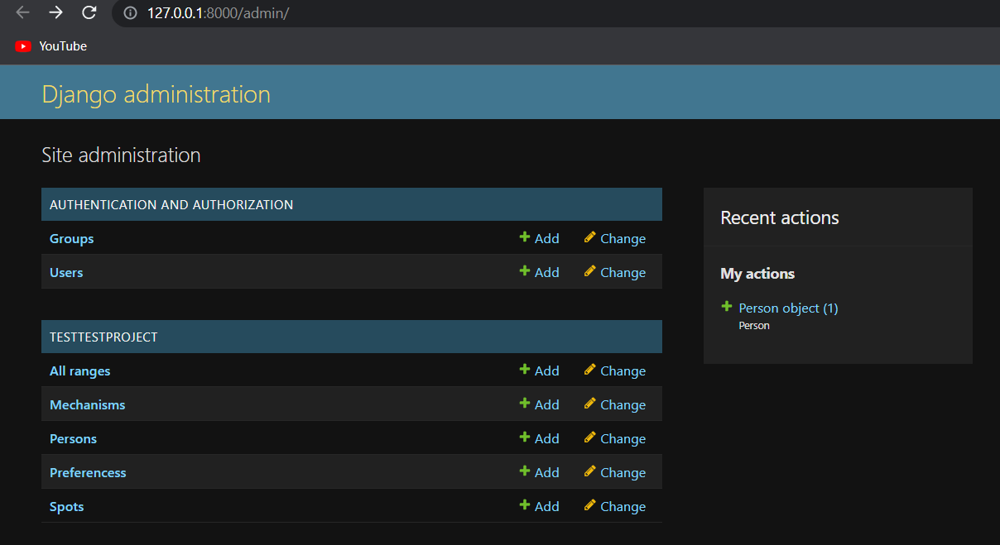 127.0.0.1:8000/admin/
YouTube
Django administration
Site administration
AUTHENTICATION AND AUTHORIZATION
Groups Add Change
Users Add Change
TESTTESTPROJECT
All ranges Add Change
Mechanisms Add Change
Persons Add Change
Preferencess Add Change
Spots Add Change
Recent actions
My actions
Person object (1)
Person